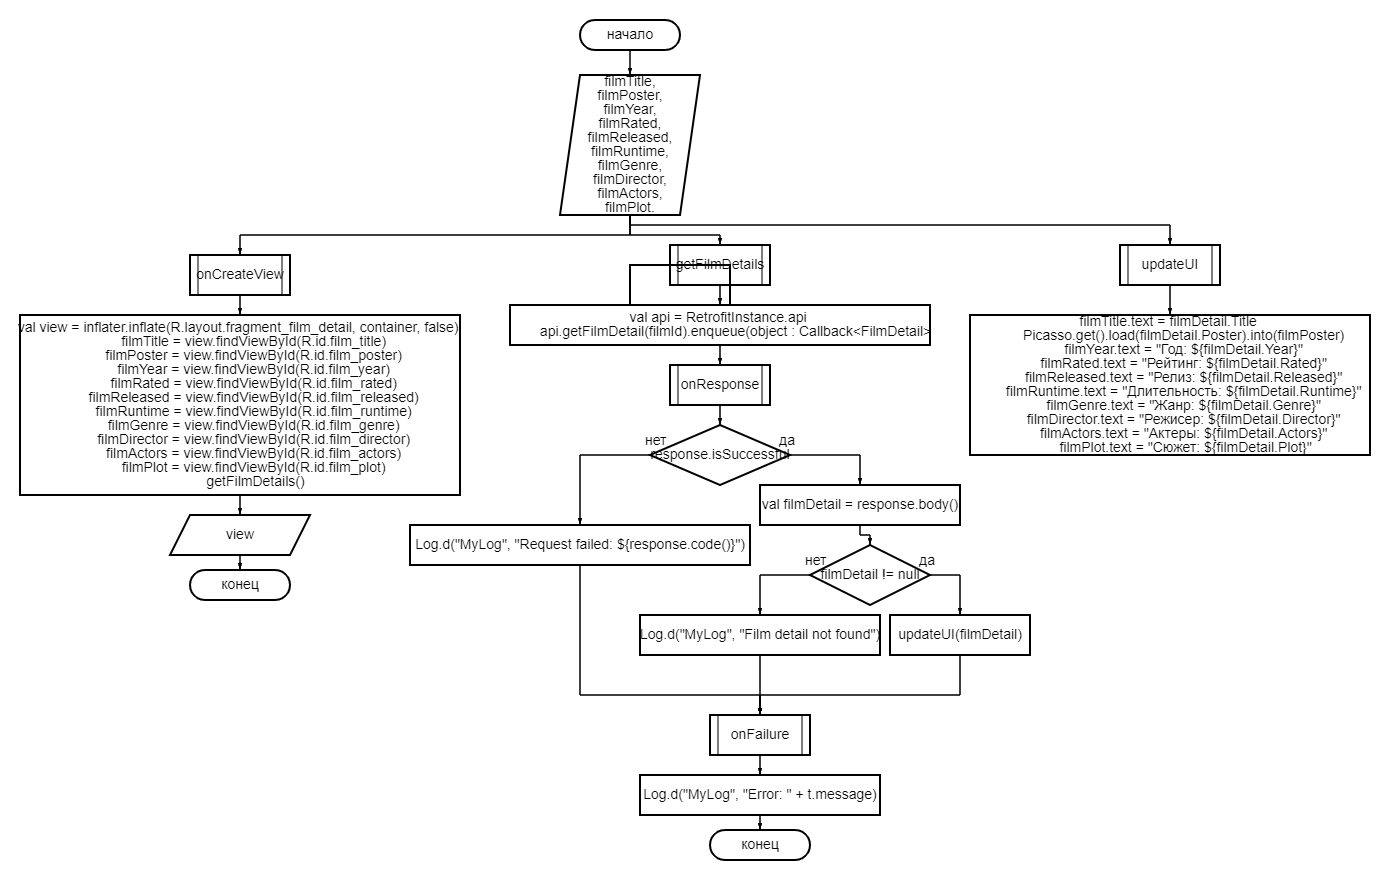 начало
filmTitle,
filmPoster,
filmYear,
filmRated,
filmReleased,
filmRuntime,
filmGenre,
filmDirector,
filmActors,
filmPlot.
onCreateView
val view = inflater.inflate(R.layout.fragment_film_detail, container, false)
filmTitle = view.findViewById(R.id.film_title)
filmPoster = view.findViewById(R.id.film_poster)
filmYear = view.findViewById(R.id.film_year)
filmRated = view.findViewById(R.id.film_rated)
filmReleased = view.findViewById(R.id.film_released)
filmRuntime = view.findViewById(R.id.film_runtime)
filmGenre = view.findViewById(R.id.film_genre)
filmDirector = view.findViewById(R.id.film_director)
filmActors = view.findViewById(R.id.film_actors)
filmPlot = view.findViewById(R.id.film_plot)
getFilmDetails()
view
конец
getFilmDetails
val api = RetrofitInstance.api
api.getFilmDetail(filmId).enqueue(object : Callback<FilmDetail>
onResponse
нет
да
response.isSuccessful
Log.d("MyLog", "Request failed: ${response.code()}")
val filmDetail = response.body()
нет
да
filmDetail != null
Log.d("MyLog", "Film detail not found")
updateUI(filmDetail)
onFailure
Log.d("MyLog", "Error: " + t.message)
конец
updateUI
filmTitle.text = filmDetail.Title
Picasso.get().load(filmDetail.Poster).into(filmPoster)
filmYear.text = "Год: ${filmDetail.Year}"
filmRated.text = "Рейтинг: ${filmDetail.Rated}"
filmReleased.text = "Релиз: ${filmDetail.Released}"
filmRuntime.text = "Длительность: ${filmDetail.Runtime}"
filmGenre.text = "Жанр: ${filmDetail.Genre}"
filmDirector.text = "Режисер: ${filmDetail.Director}"
filmActors.text = "Актеры: ${filmDetail.Actors}"
filmPlot.text = "Сюжет: ${filmDetail.Plot}"